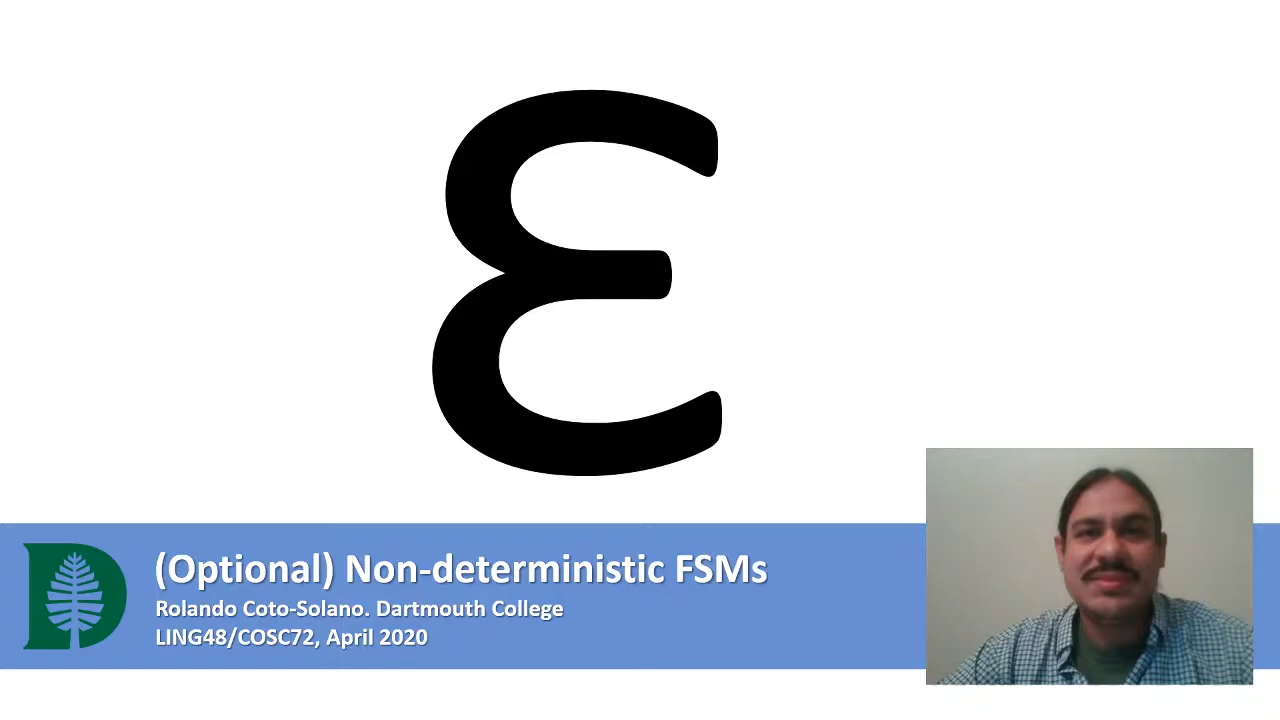 ε
(Optional) Non-deterministic FSMs
Rolando Coto-Solano. Dartmouth College
LING48/COSC72, April 2020